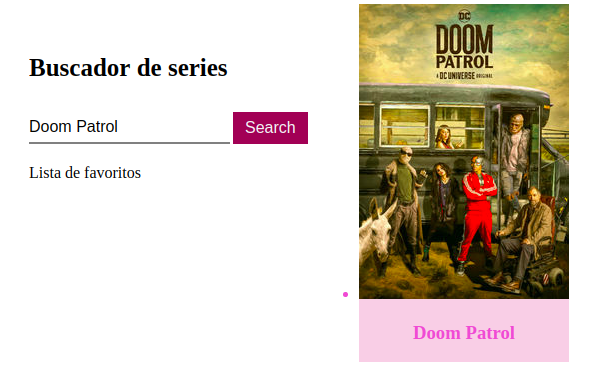 Buscador de series
Doom Patrol
Search
Lista de favoritos
DC
DOOM
PATROL
A DC UNIVERSE ORIGINAL
Doom Patrol